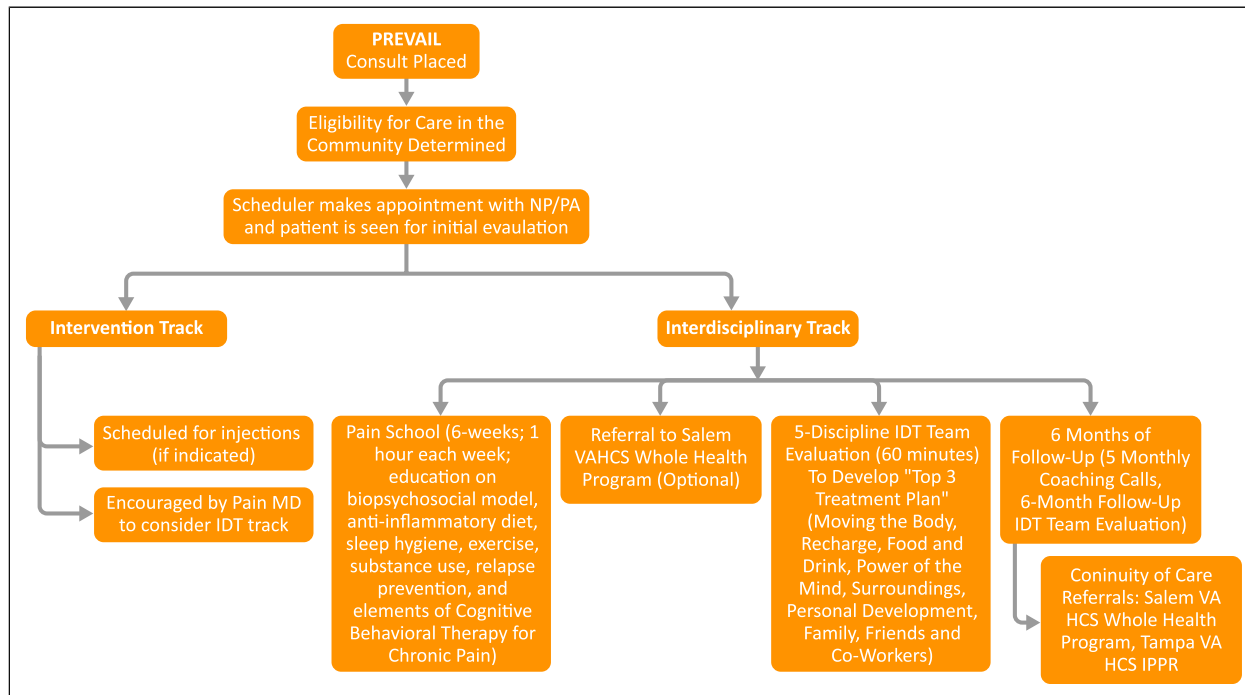 PREVAIL
Consult Placed
Eligibility for Care in the
Community Determined
Scheduler makes appointment with NP/PA
and patient is seen for initial evaulation
Intervention Track
Interdisciplinary Track
Scheduled for injections
(if indicated)
Encouraged by Pain MD
to consider IDT track
Pain School (6-weeks; 1
hour each week;
education on
biopsychosocial model,
anti-inflammatory diet,
sleep hygiene, exercise,
substance use, relapse
prevention, and
elements of Cognitive
Behavioral Therapy for
Chronic Pain)
Referral to Salem
VAHCS Whole Health
Program (Optional)
5-Discipline IDT Team
Evaluation (60 minutes)
To Develop "Top 3
Treatment Plan"
(Moving the Body,
Recharge, Food and
Drink, Power of the
Mind, Surroundings,
Personal Development,
Family, Friends and
Co-Workers)
6 Months of
Follow-Up (5 Monthly
Coaching Calls,
6-Month Follow-Up
IDT Team Evaluation)
Coninuity of Care
Referrals: Salem VA
HCS Whole Health
Program, Tampa VA
HCS IPPR